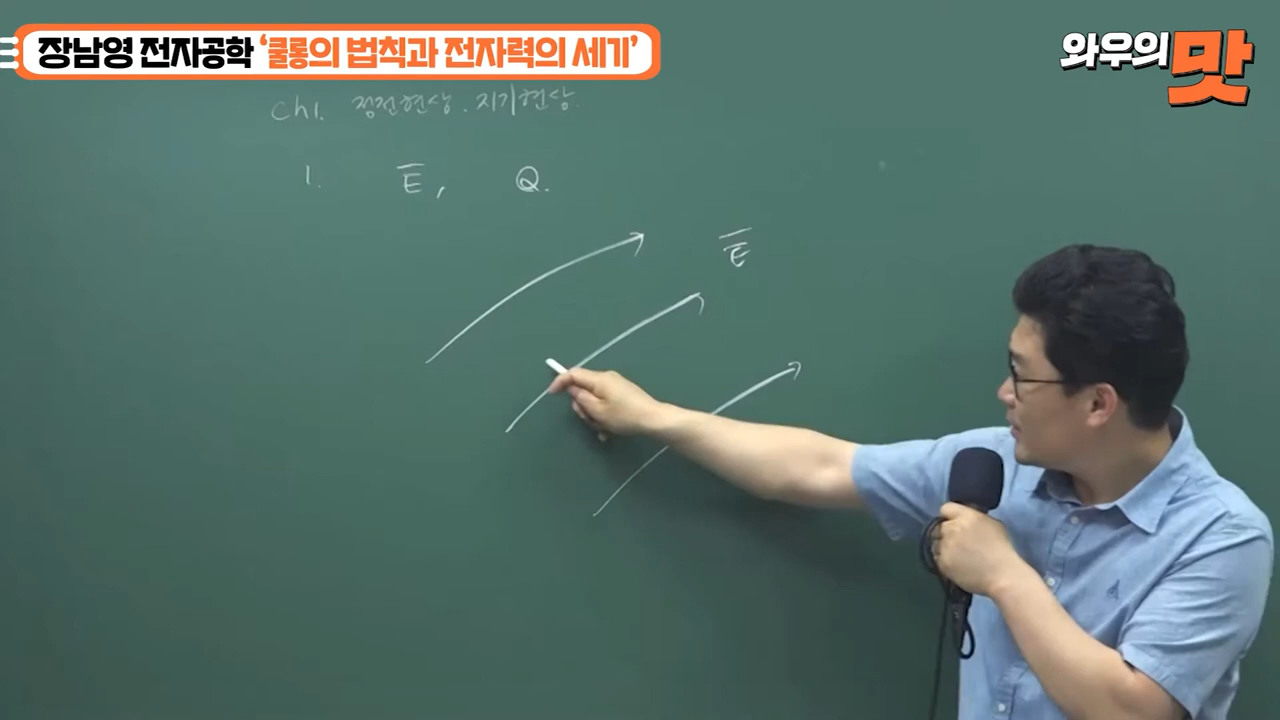 장남영 전자공학 '쿨롱의 법칙과 전자력의 세기'
와우의 맛
ch1. 정전현상. 자기현상.
1. E̅, Q.
E̅